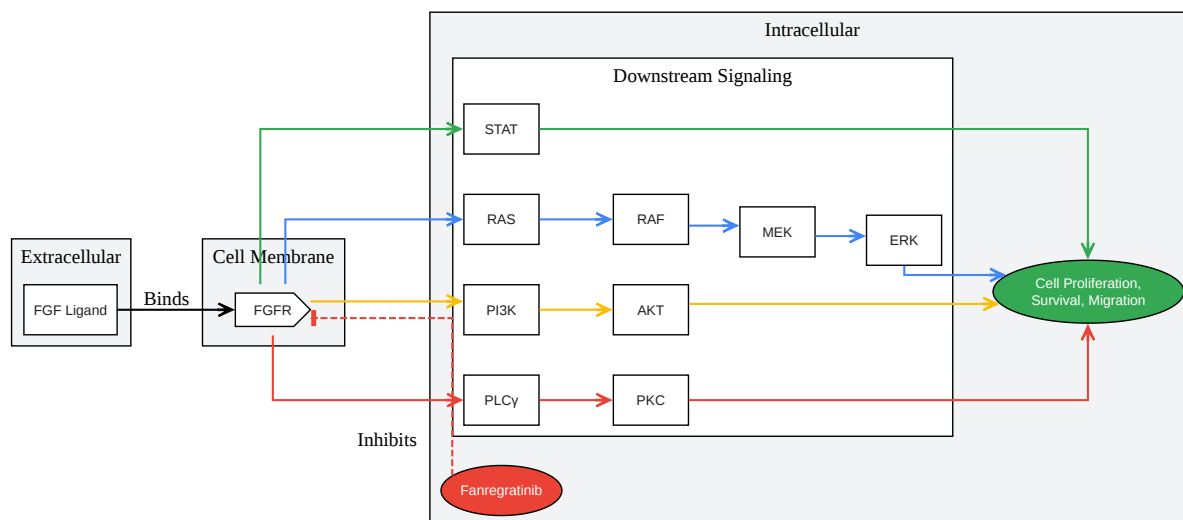 Intracellular
Downstream Signaling
STAT
RAS
RAF
MEK
ERK
Extracellular
Cell Membrane
FGF Ligand
Binds
FGFR
PI3K
AKT
Cell Proliferation,
Survival, Migration
PLCγ
PKC
Inhibits
Fanregratinib